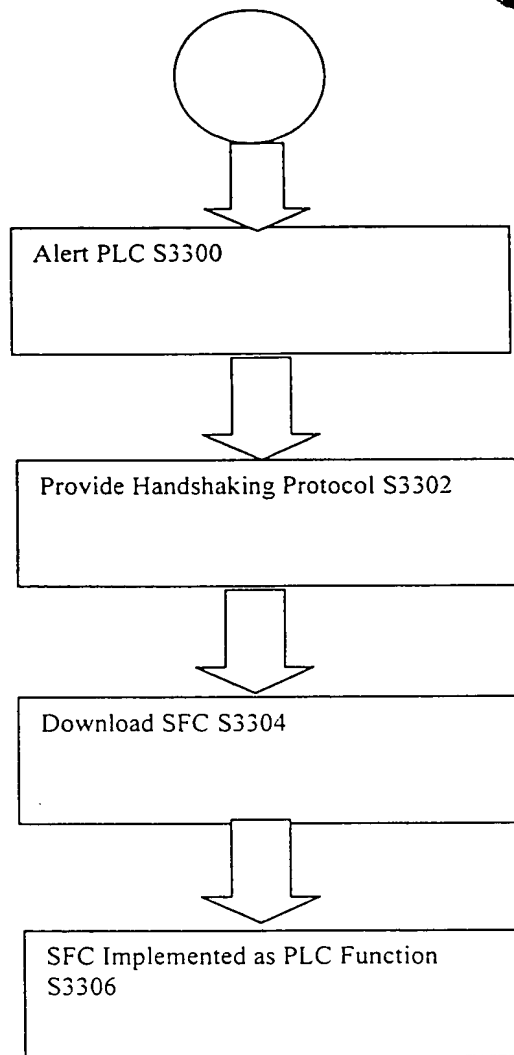 Alert PLC S3300
Provide Handshaking Protocol S3302
Download SFC S3304
SFC Implemented as PLC Function
S3306